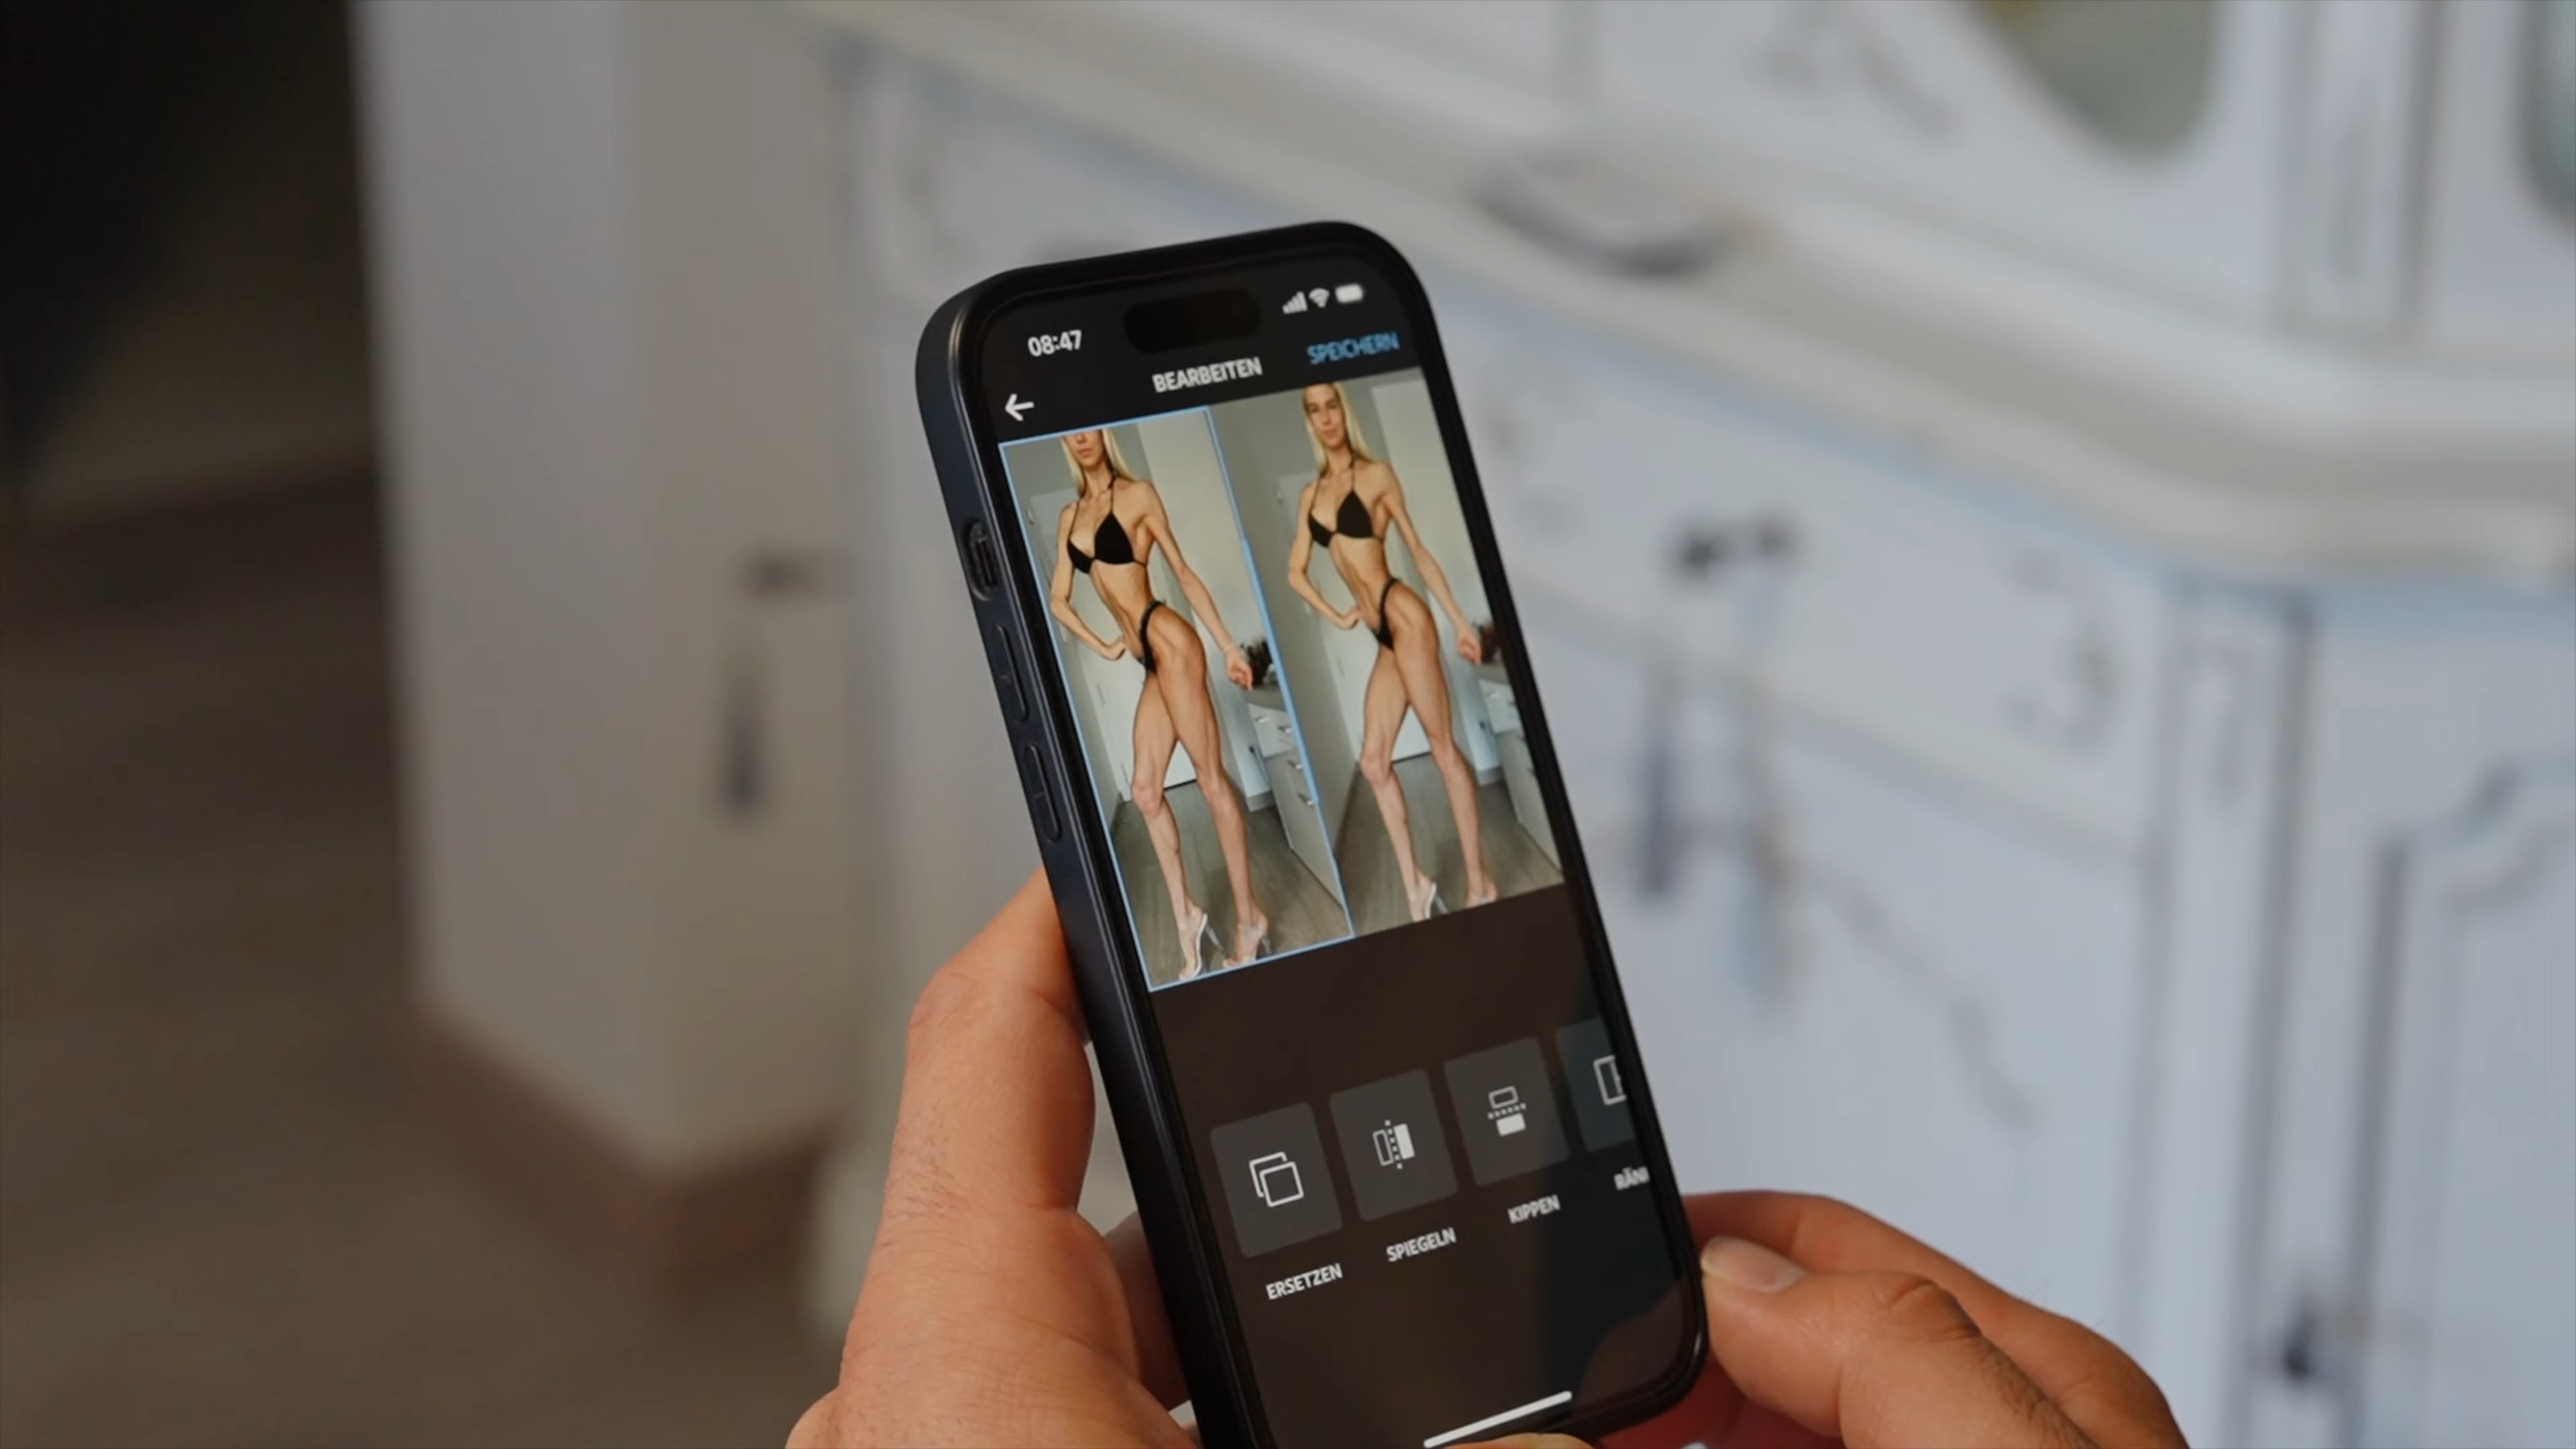 08:47
BEARBEITEN
SPEICHERN
ERSETZEN
SPIEGELN
KIPPEN